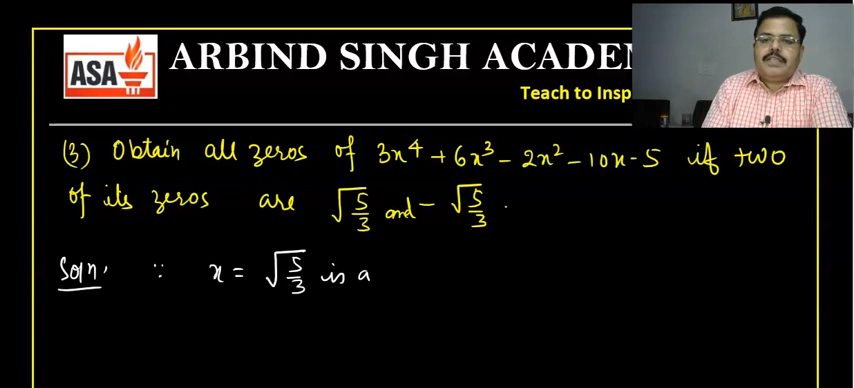 ASA
ARBIND SINGH ACADEM
Teach to Insp
(3) Obtain all zeros of 3x⁴ + 6x³ - 2x² - 10x - 5 if two
of its zeros are √5/3 and - √5/3 .
Soln. ∵ x = √5/3 is a